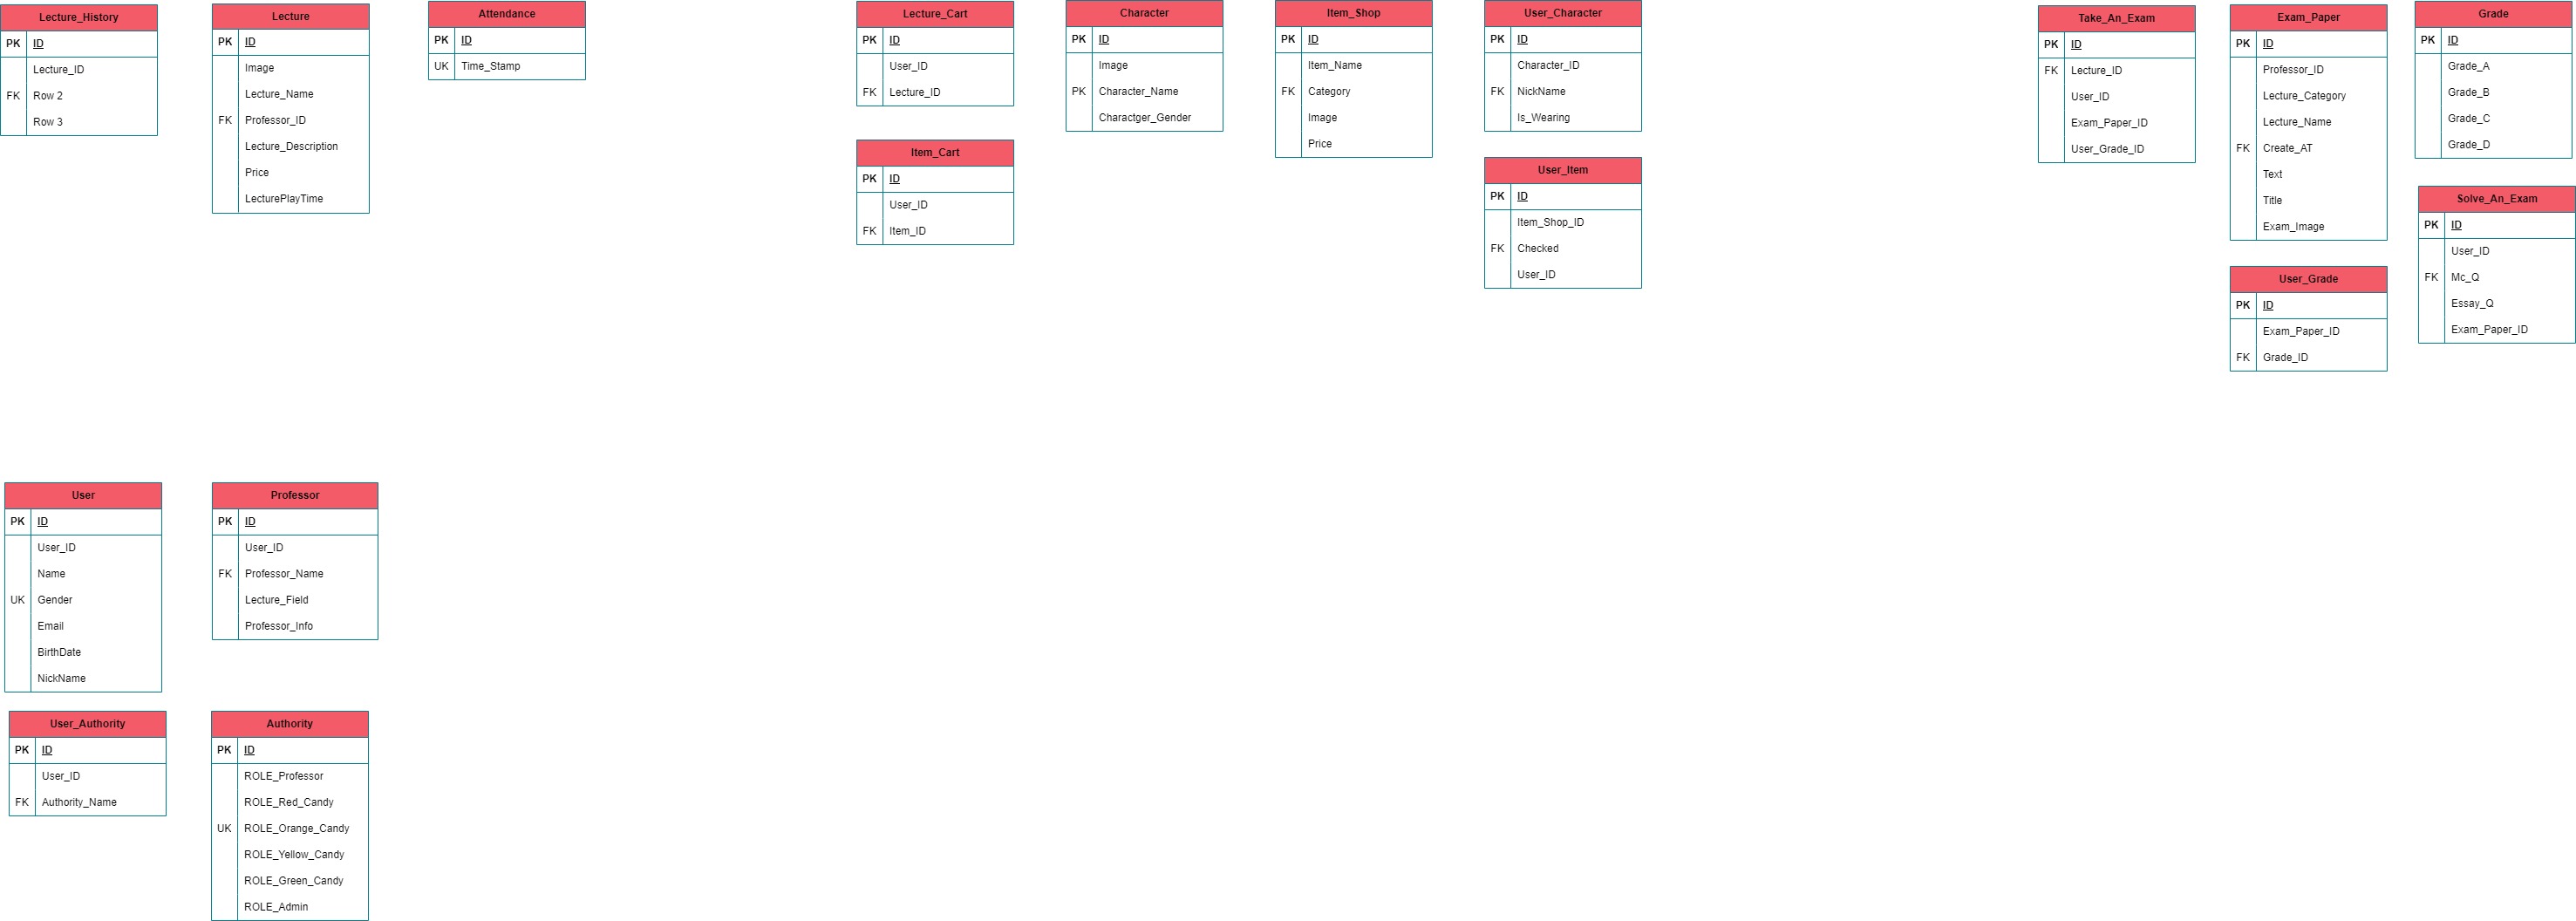 Lecture_History
PK ID
Lecture_ID
FK Row 2
Row 3
Lecture
PK ID
Image
Lecture_Name
FK Professor_ID
Lecture_Description
Price
LecturePlayTime
Attendance
PK ID
UK Time_Stamp
Lecture_Cart
PK ID
User_ID
FK Lecture_ID
Item_Cart
PK ID
User_ID
FK Item_ID
Character
PK ID
Image
PK Character_Name
Charactger_Gender
Item_Shop
PK ID
Item_Name
FK Category
Image
Price
User_Character
PK ID
Character_ID
FK NickName
Is_Wearing
User_Item
PK ID
Item_Shop_ID
FK Checked
User_ID
Take_An_Exam
PK ID
FK Lecture_ID
User_ID
Exam_Paper_ID
User_Grade_ID
Exam_Paper
PK ID
Professor_ID
Lecture_Category
Lecture_Name
FK Create_AT
Text
Title
Exam_Image
User_Grade
PK ID
Exam_Paper_ID
FK Grade_ID
Grade
PK ID
Grade_A
Grade_B
Grade_C
Grade_D
Solve_An_Exam
PK ID
User_ID
FK Mc_Q
Essay_Q
Exam_Paper_ID
User
PK ID
User_ID
Name
UK Gender
Email
BirthDate
NickName
Professor
PK ID
User_ID
FK Professor_Name
Lecture_Field
Professor_Info
User_Authority
PK ID
User_ID
FK Authority_Name
Authority
PK ID
ROLE_Professor
ROLE_Red_Candy
UK ROLE_Orange_Candy
ROLE_Yellow_Candy
ROLE_Green_Candy
ROLE_Admin